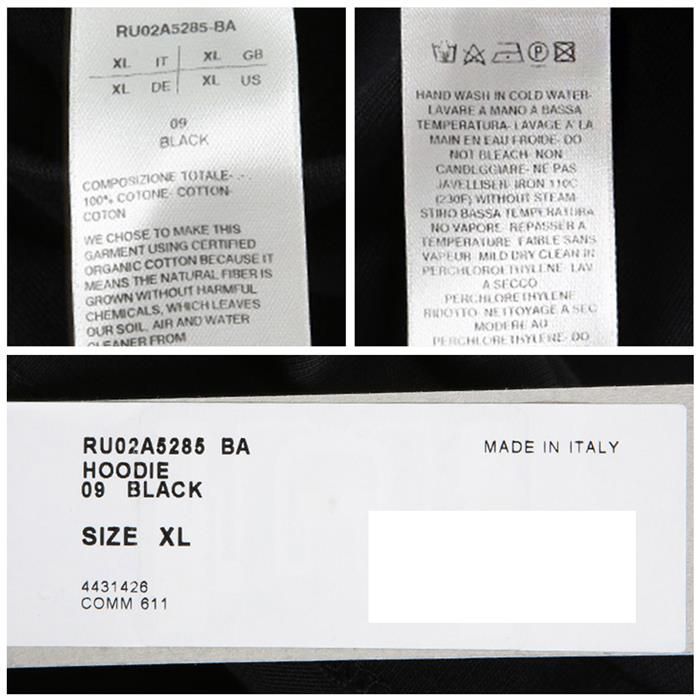 RU02A5285-BA
XL IT XL GB
XL DE XL US
09
BLACK
COMPOSIZIONE TOTALE- - -
100% COTONE- COTTON-
COTON
WE CHOSE TO MAKE THIS
GARMENT USING CERTIFIED
ORGANIC COTTON BECAUSE IT
MEANS THE NATURAL FIBER IS
GROWN WITHOUT HARMFUL
CHEMICALS, WHICH LEAVES
OUR SOIL, AIR AND WATER
CLEANER FROM
P
HAND WASH IN COLD WATER-
LAVARE A MANO A BASSA
TEMPERATURA- LAVAGE A' LA
MAIN EN EAU FROIDE- DO
NOT BLEACH- NON
CANDEGGIARE- NE PAS
JAVELLISER- IRON 110C
(230F) WITHOUT STEAM-
STIRO BASSA TEMPERATURA
NO VAPORE- REPASSER A
TEMPERATURE FAIBLE SANS
VAPEUR- MILD DRY CLEAN IN
PERCHLOROETHYLENE- LAV.
A SECCO
PERCHLORETHYLENE
RIDOTTO- NETTOYAGE A SEC
MODERE AU
PERCHLORETHYLENE- DO
RU02A5285 BA
HOODIE
09 BLACK
SIZE XL
4431426
COMM 611
MADE IN ITALY